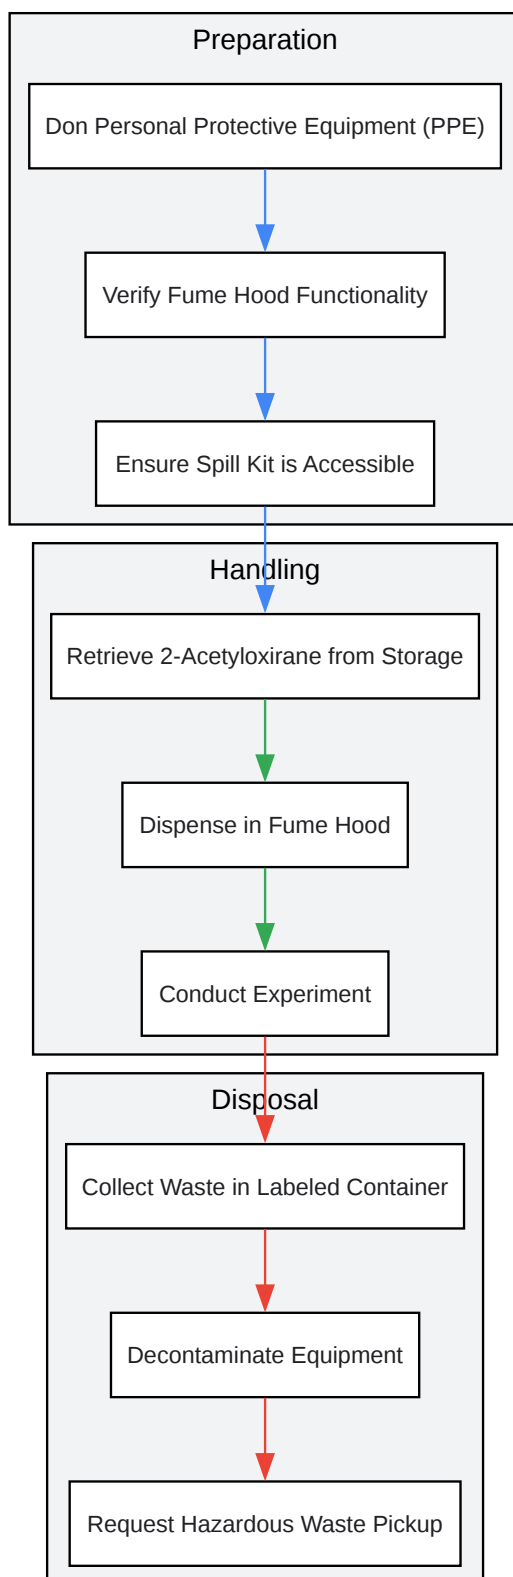 Preparation
Don Personal Protective Equipment (PPE)
Verify Fume Hood Functionality
Ensure Spill Kit is Accessible
Handling
Retrieve 2-Acetyloxirane from Storage
Dispense in Fume Hood
Conduct Experiment
Disposal
Collect Waste in Labeled Container
Decontaminate Equipment
Request Hazardous Waste Pickup